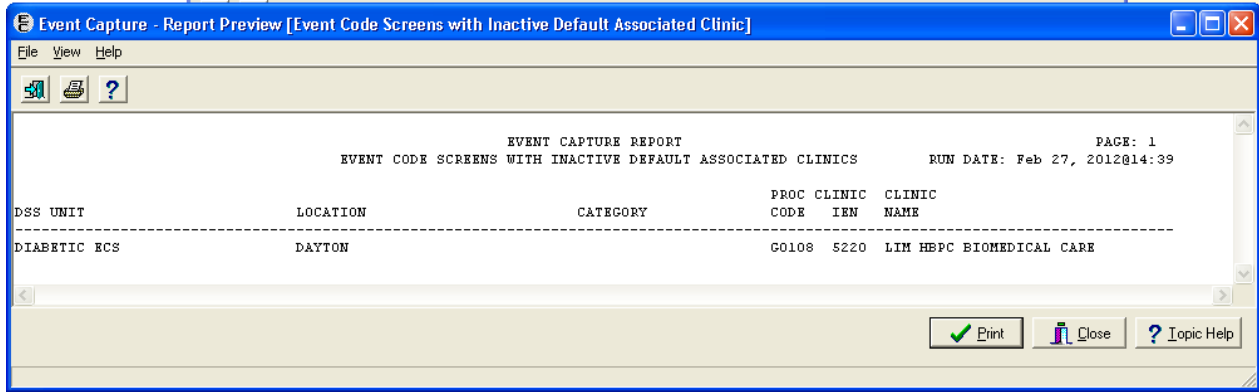 Event Capture - Report Preview [Event Code Screens with Inactive Default Associated Clinic]
File View Help
EVENT CAPTURE REPORT PAGE: 1
EVENT CODE SCREENS WITH INACTIVE DEFAULT ASSOCIATED CLINICS RUN DATE: Feb 27, 2012@14:39
PROC CLINIC CLINIC
DSS UNIT LOCATION CATEGORY CODE IEN NAME
DIABETIC ECS DAYTON G0108 5220 LIM HBPC BIOMEDICAL CARE
Print Close Topic Help